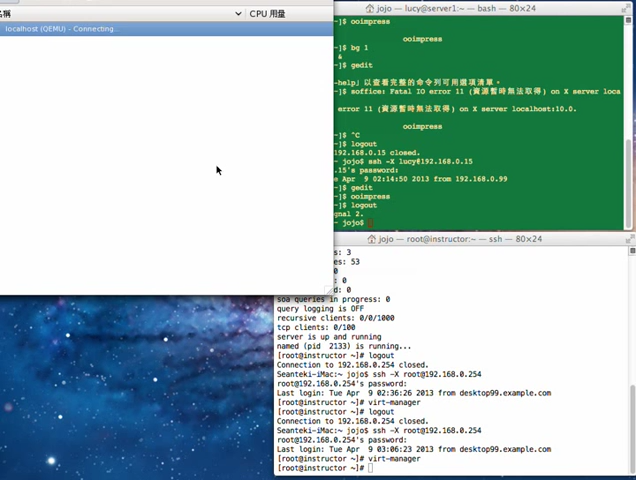 名稱 CPU 用量
localhost (QEMU) - Connecting...
jojo — lucy@server1:~ — bash — 80×24
]$ ooimpress
ooimpress
]$ bg 1
&
]$ gedit
-help」以查看完整的命令列可用選項清單。
]$ soffice: Fatal IO error 11 (資源暫時無法取得) on X server loca
error 11 (資源暫時無法取得) on X server localhost:10.0.
ooimpress
]$ ^C
]$ logout
192.168.0.15 closed.
- jojo$ ssh -X lucy@192.168.0.15
.15's password:
e Apr  9 02:14:50 2013 from 192.168.0.99
]$ gedit
]$ ooimpress
]$ logout
gnal 2.
- jojo$
jojo — root@instructor:~ — ssh — 80×24
s: 3
es: 53
0
: 0
d: 0
soa queries in progress: 0
query logging is OFF
recursive clients: 0/0/1000
tcp clients: 0/100
server is up and running
named (pid  2133) is running...
[root@instructor ~]# logout
Connection to 192.168.0.254 closed.
Seanteki-iMac:~ jojo$ ssh -X root@192.168.0.254
root@192.168.0.254's password:
Last login: Tue Apr  9 02:36:26 2013 from desktop99.example.com
[root@instructor ~]# virt-manager
[root@instructor ~]# logout
Connection to 192.168.0.254 closed.
Seanteki-iMac:~ jojo$ ssh -X root@192.168.0.254
root@192.168.0.254's password:
Last login: Tue Apr  9 03:06:23 2013 from desktop99.example.com
[root@instructor ~]# virt-manager
[root@instructor ~]#